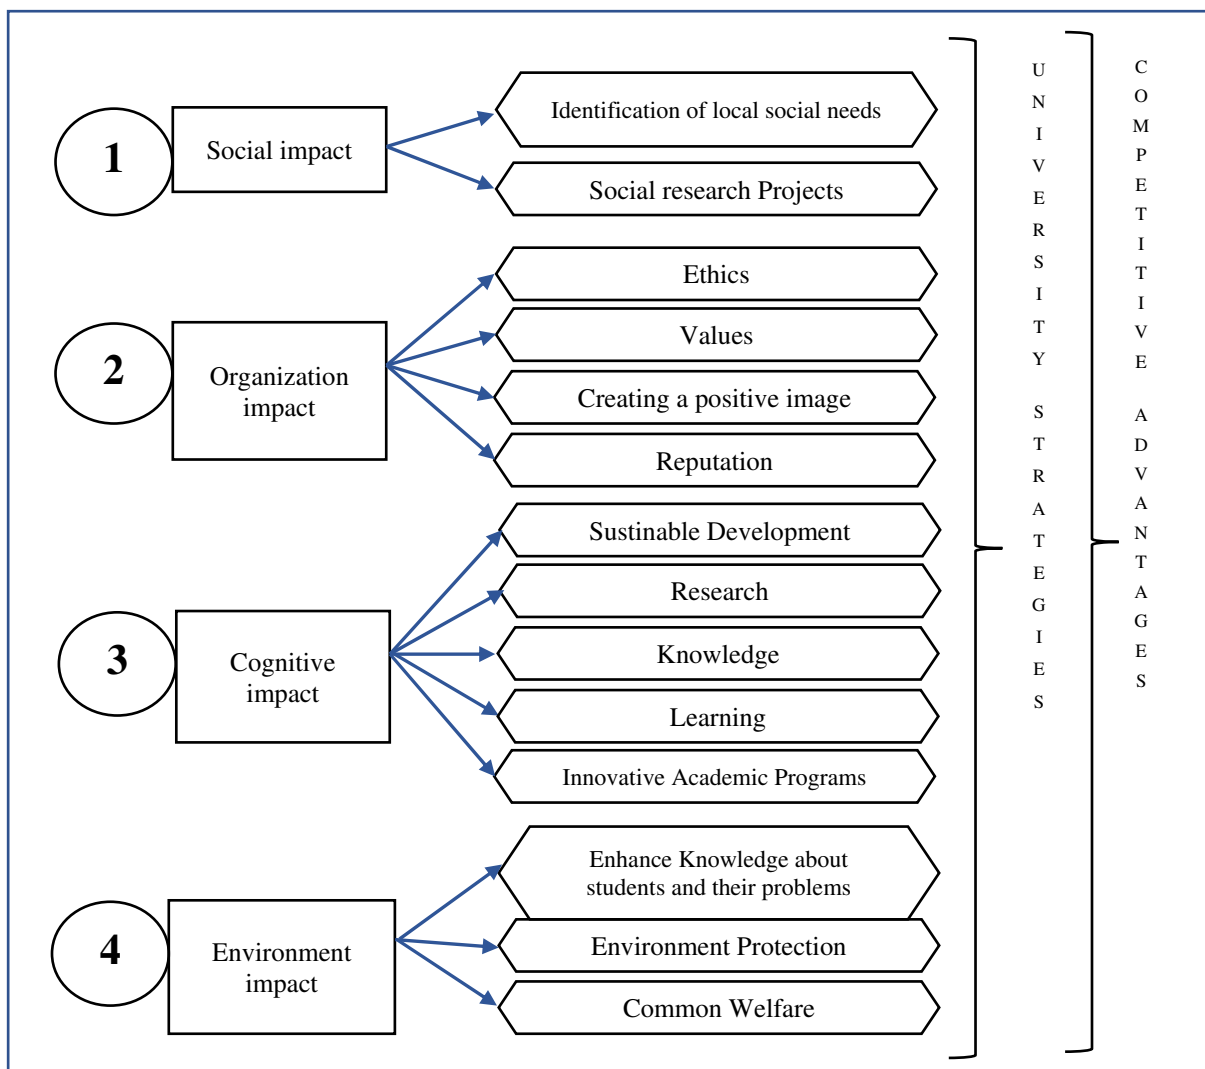 1
Social impact
Identification of local social needs
Social research Projects
2
Organization
impact
Ethics
Values
Creating a positive image
Reputation
3
Cognitive
impact
Sustinable Development
Research
Knowledge
Learning
Innovative Academic Programs
4
Environment
impact
Enhance Knowledge about
students and their problems
Environment Protection
Common Welfare
UNIVERSITY STRATEGIES
COMPETITIVE ADVANTAGES